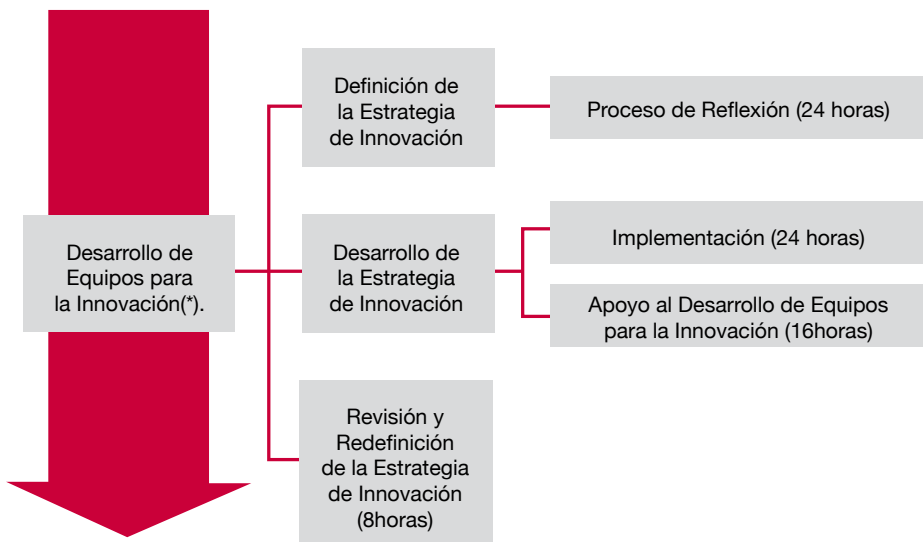 Desarrollo de
Equipos para
la Innovación(*).
Definición de
la Estrategia
de Innovación
Proceso de Reflexión (24 horas)
Desarrollo de
la Estrategia
de Innovación
Implementación (24 horas)
Apoyo al Desarrollo de Equipos
para la Innovación (16horas)
Revisión y
Redefinición
de la Estrategia
de Innovación
(8horas)